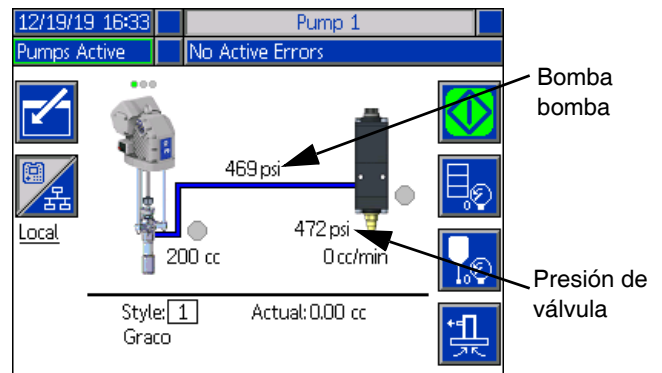 12/19/19 16:33 Pump 1
Pumps Active No Active Errors
Bomba
bomba
469 psi
Local
472 psi
200 cc 0 cc/min
Presión de
válvula
Style: 1 Actual: 0.00 cc
Graco